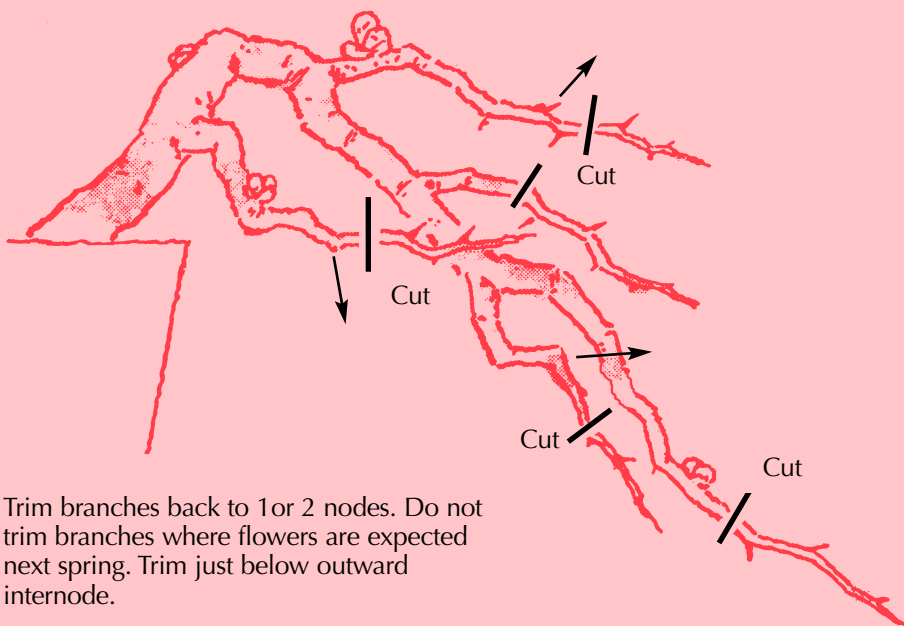 Cut
Cut
Cut
Cut
Trim branches back to 1or 2 nodes. Do not
trim branches where flowers are expected
next spring. Trim just below outward
internode.